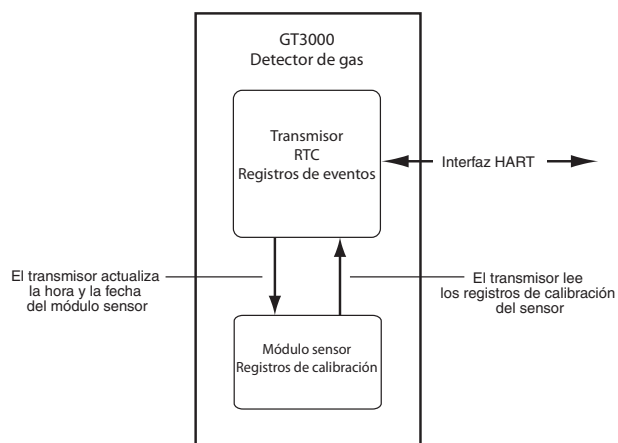 GT3000
Detector de gas
Transmisor
RTC
Registros de eventos
Interfaz HART
El transmisor actualiza
la hora y la fecha
del módulo sensor
El transmisor lee
los registros de calibración
del sensor
Módulo sensor
Registros de calibración